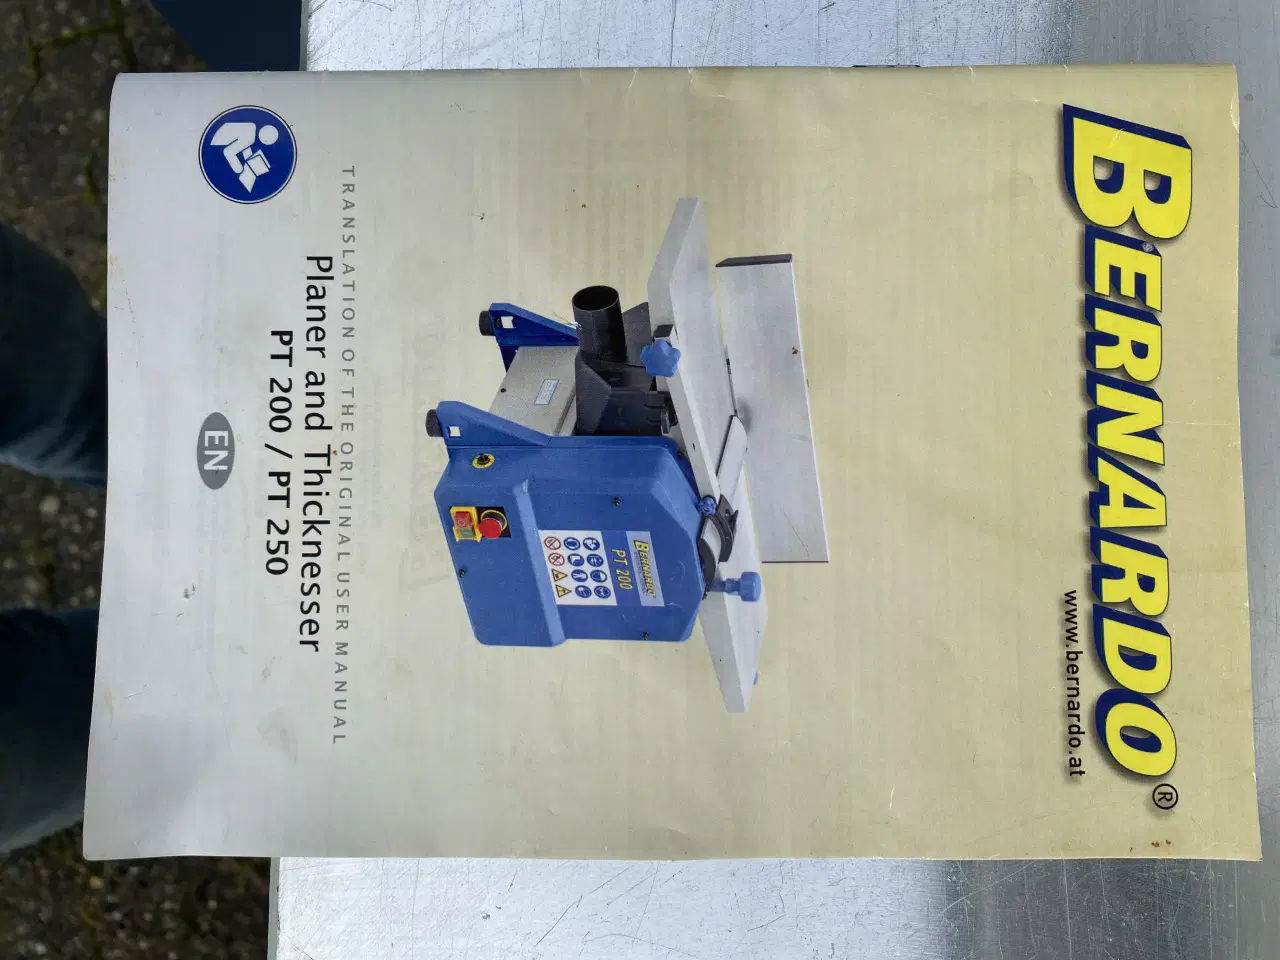 BERNARDO®
www.bernardo.at
BERNARDO
PT 200
TRANSLATION OF THE ORIGINAL USER MANUAL
Planer and Thicknesser
PT 200 / PT 250
EN